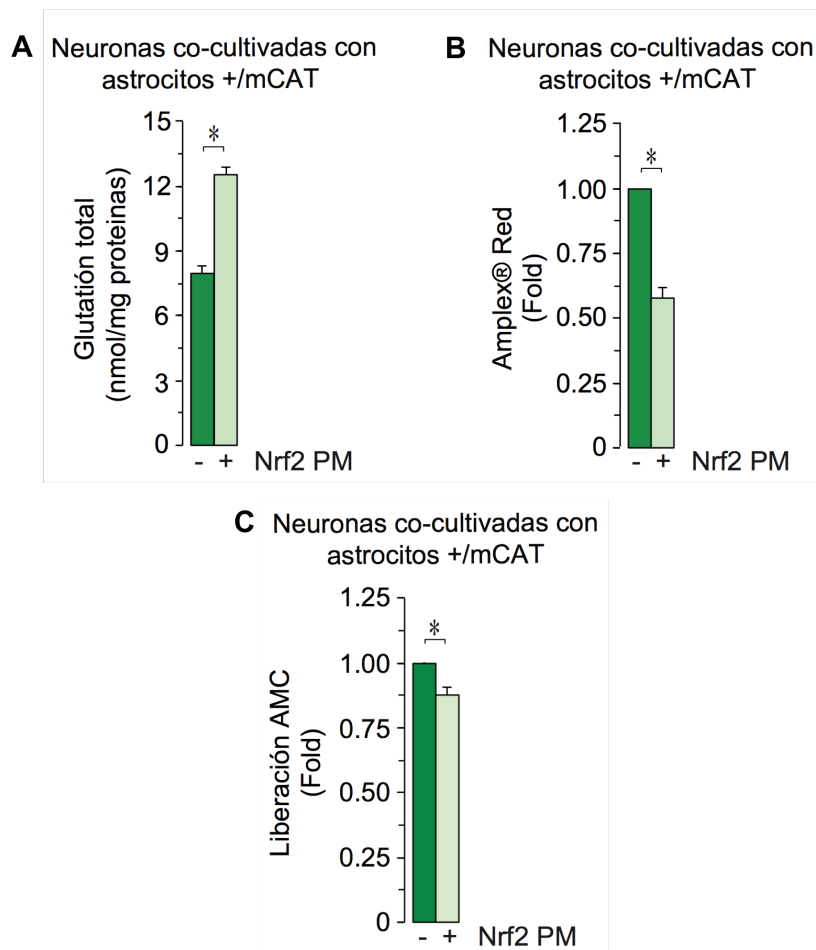 A Neuronas co-cultivadas con
astrocitos +/mCAT
15
12
9
6
3
0
Glutatión total
(nmol/mg proteinas)
*
- + Nrf2 PM
B Neuronas co-cultivadas con
astrocitos +/mCAT
1.25
1.00
0.75
0.50
0.25
0
Amplex® Red
(Fold)
*
- + Nrf2 PM
C Neuronas co-cultivadas con
astrocitos +/mCAT
1.25
1.00
0.75
0.50
0.25
0
Liberación AMC
(Fold)
*
- + Nrf2 PM